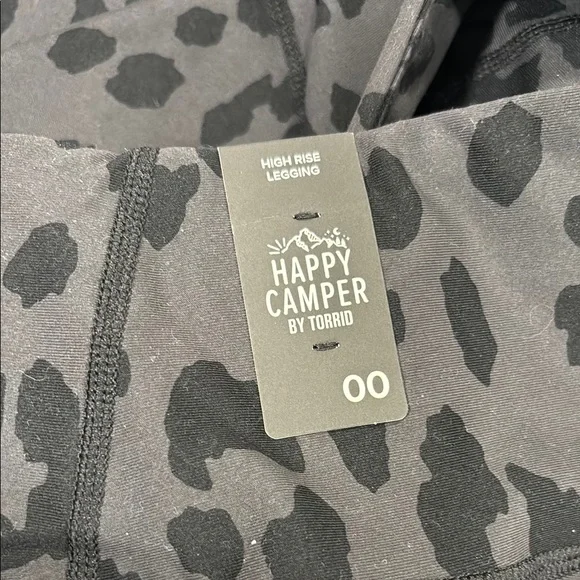 HIGH RISE
LEGGING
HAPPY
CAMPER
BY TORRID
00